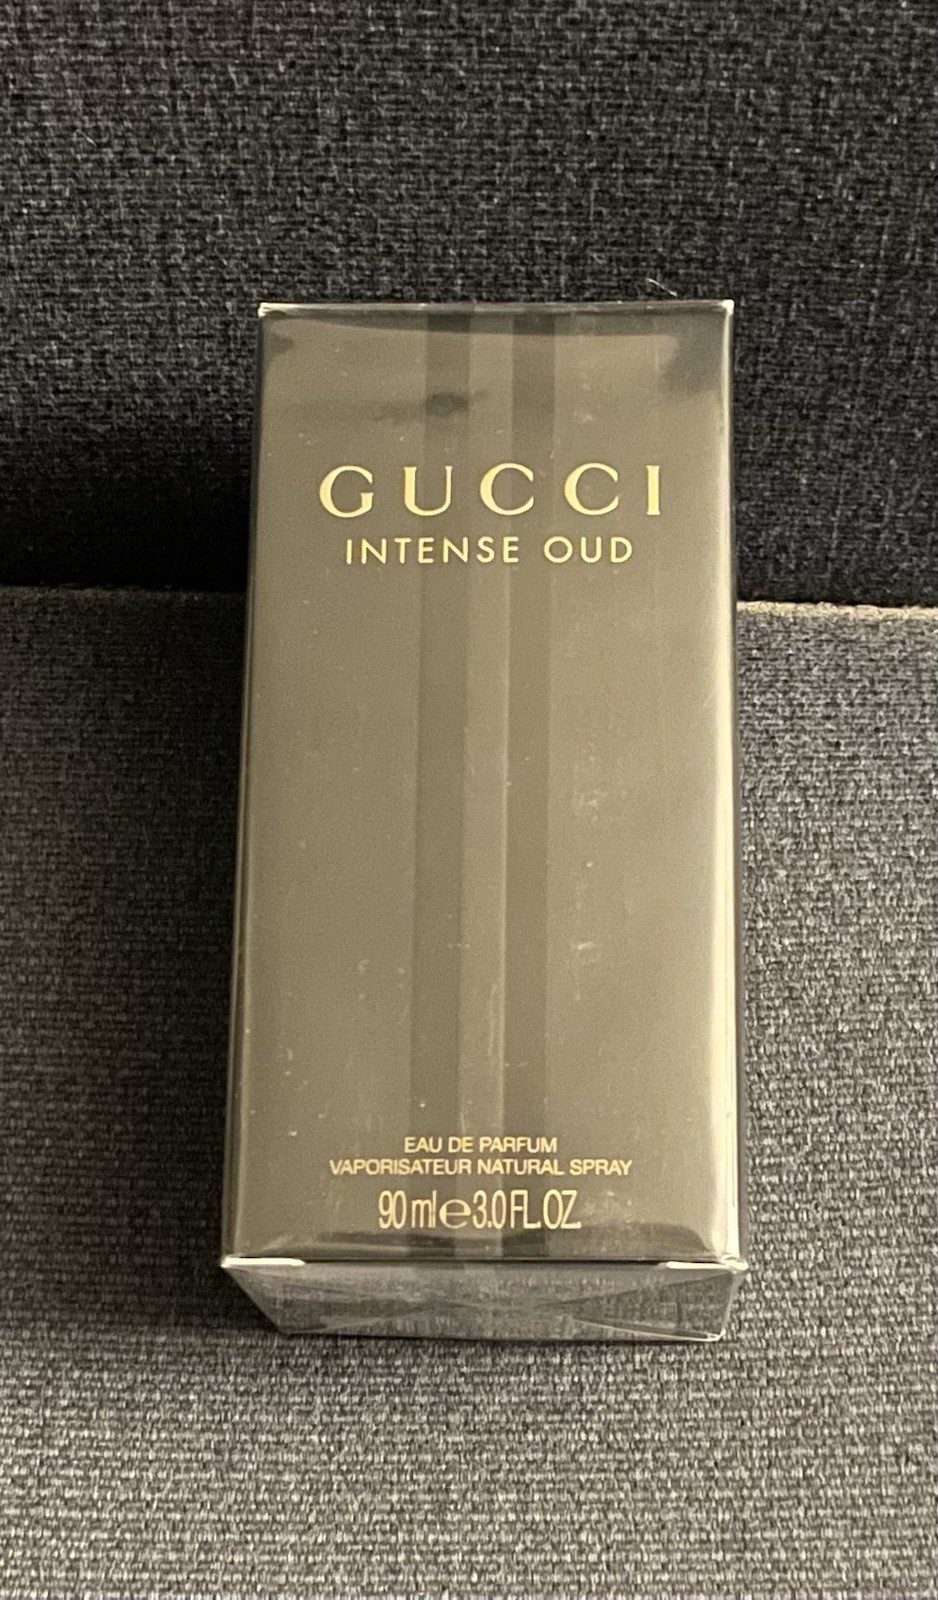 GUCCI
INTENSE OUD
EAU DE PARFUM
VAPORISATEUR NATURAL SPRAY
90 ml e 3.0 FL.OZ.